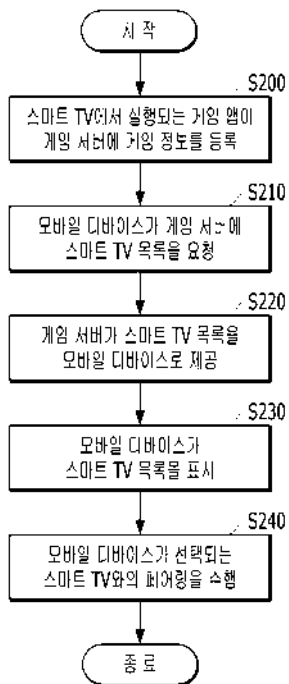 시 작
S200
스마트 TV에서 실행되는 게임 앱이
게임 서버에 게임 정보를 등록
S210
모바일 디바이스가 게임 서버에
스마트 TV 목록을 요청
S220
게임 서버가 스마트 TV 목록을
모바일 디바이스로 제공
S230
모바일 디바이스가
스마트 TV 목록을 표시
S240
모바일 디바이스가 선택되는
스마트 TV와의 페어링을 수행
종 료